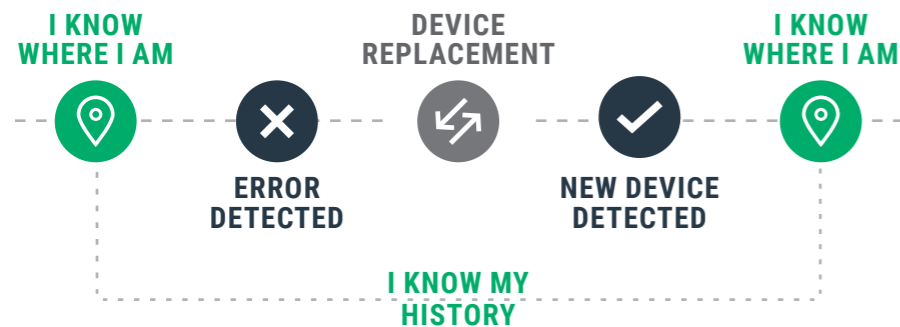 I KNOW
WHERE I AM
DEVICE
REPLACEMENT
I KNOW
WHERE I AM
ERROR
DETECTED
NEW DEVICE
DETECTED
I KNOW MY
HISTORY